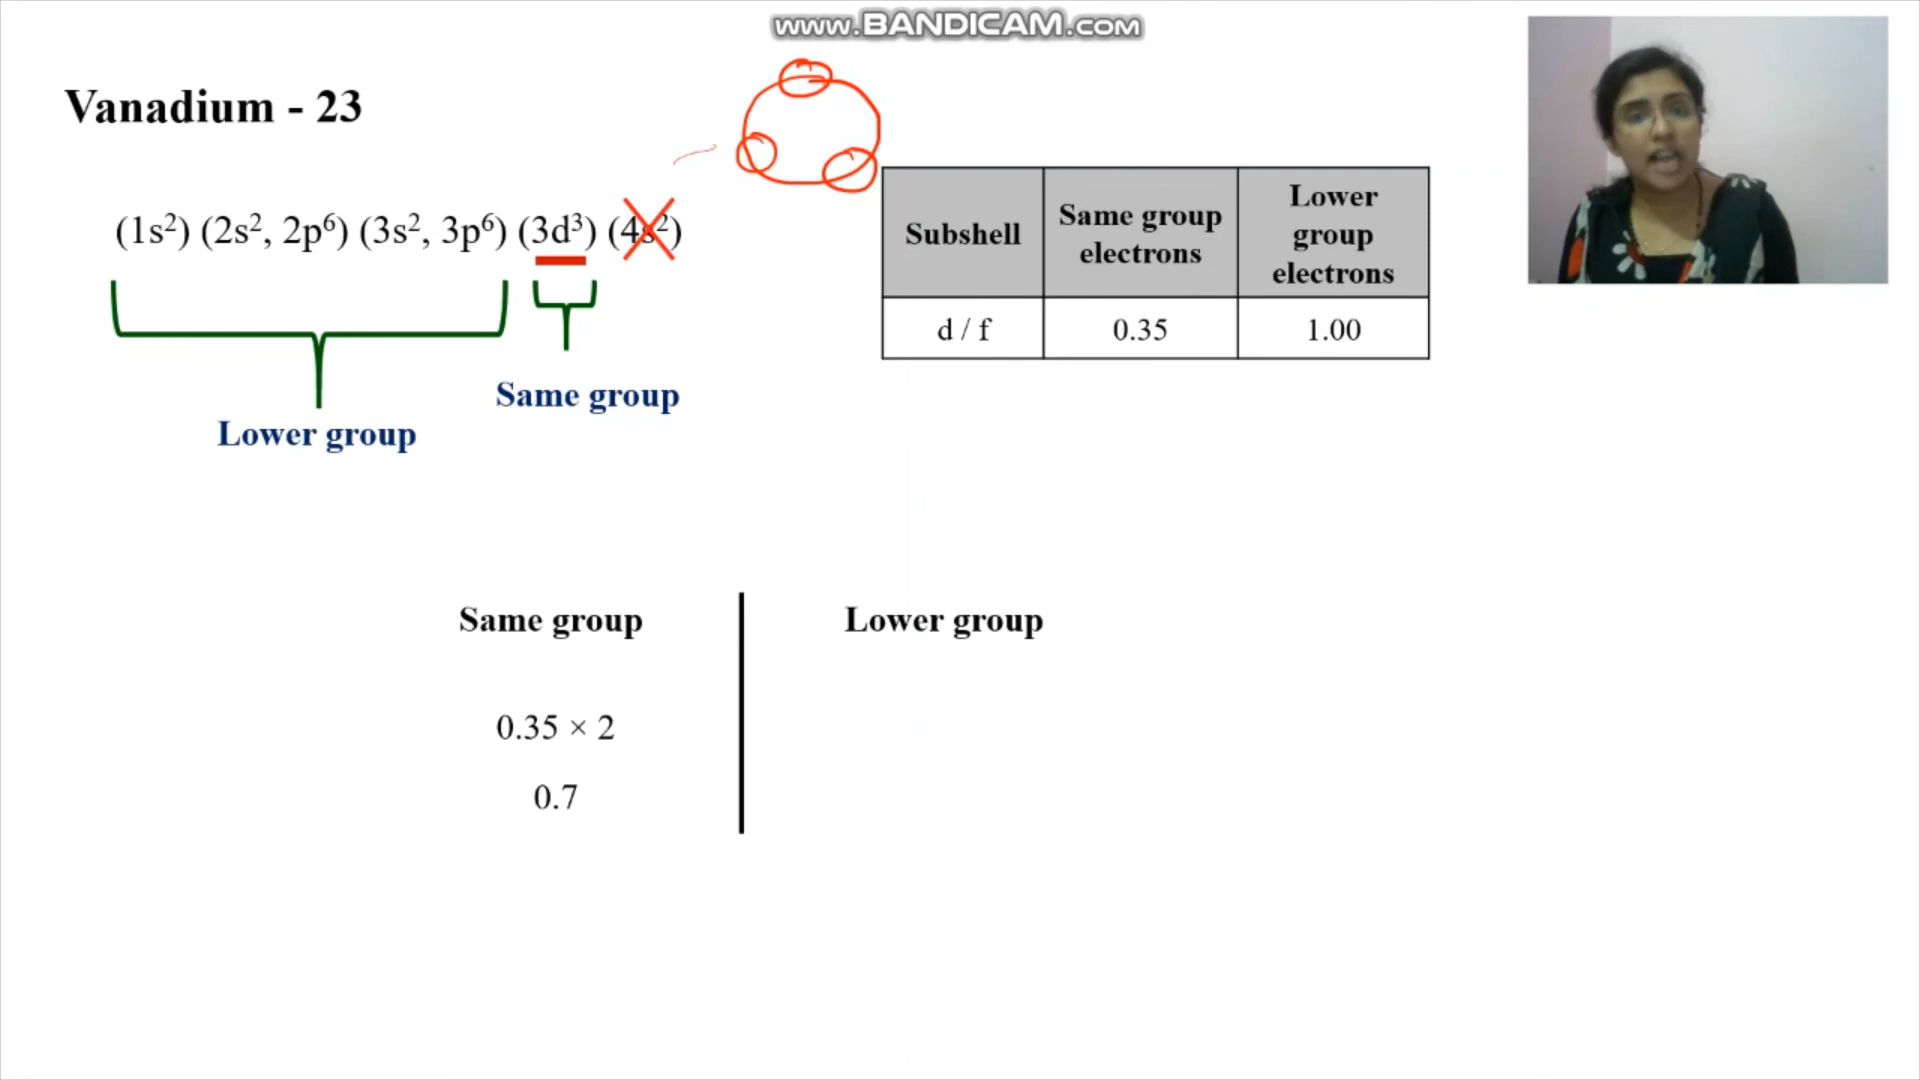 www.BANDICAM.com
Vanadium - 23
(1s²) (2s², 2p⁶) (3s², 3p⁶) (3d³) (4s²)
Lower group
Same group
Subshell
Same group
electrons
Lower
group
electrons
d / f
0.35
1.00
Same group
Lower group
0.35 × 2
0.7